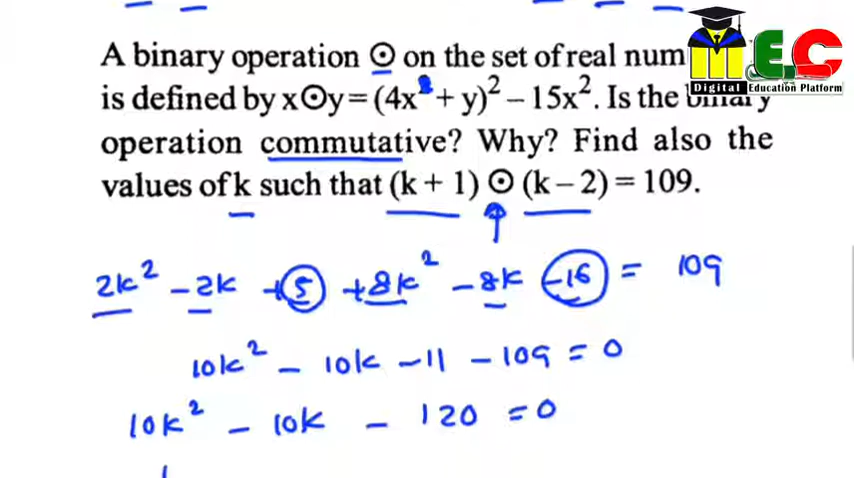 A binary operation ⊙ on the set of real num
MEC
Digital Education Platform
is defined by x⊙y = (4x + y)² – 15x². Is the binary
operation commutative? Why? Find also the
values of k such that (k + 1) ⊙ (k – 2) = 109.
2k² - 2k + 5 + 8k² - 8k - 16 = 109
10k² - 10k - 11 - 109 = 0
10k² - 10k - 120 = 0